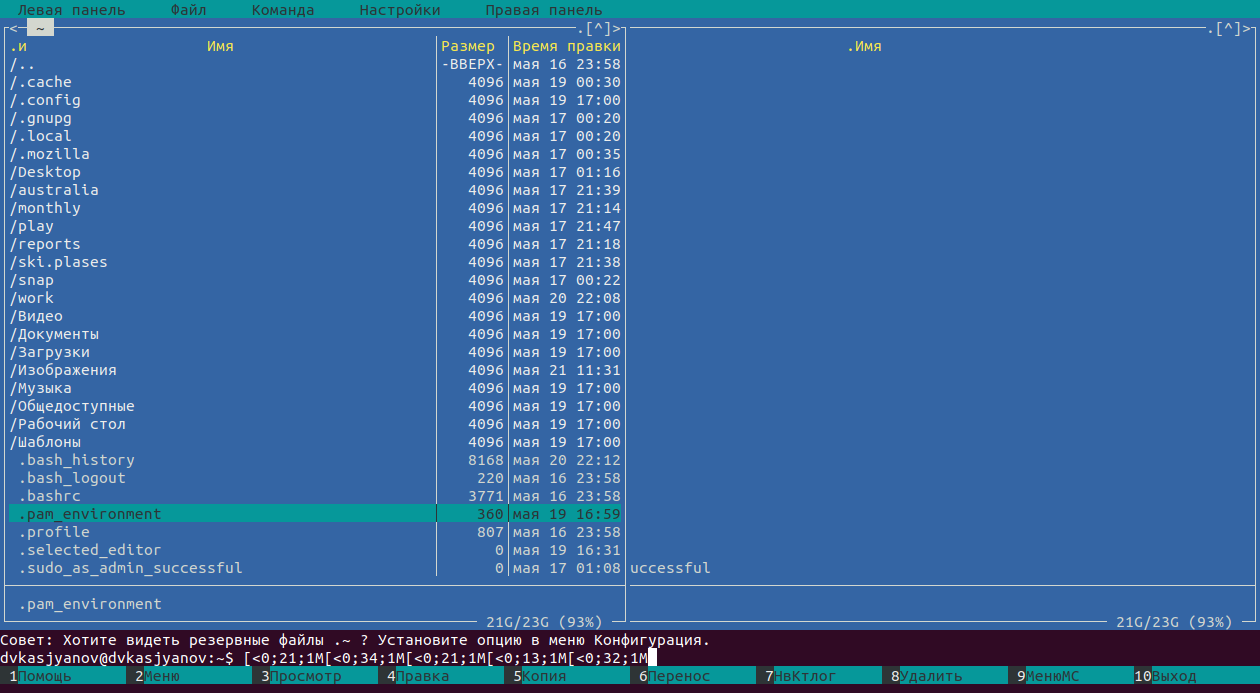 Левая панель Файл Команда Настройки Правая панель
<- ~ .[^]> .[^]>
.и Имя Размер Время правки .Имя
/.. -ВВЕРХ- мая 16 23:58
/.cache 4096 мая 19 00:30
/.config 4096 мая 19 17:00
/.gnupg 4096 мая 17 00:20
/.local 4096 мая 17 00:20
/.mozilla 4096 мая 17 00:35
/Desktop 4096 мая 17 01:16
/australia 4096 мая 17 21:39
/monthly 4096 мая 17 21:14
/play 4096 мая 17 21:47
/reports 4096 мая 17 21:18
/ski.plases 4096 мая 17 21:38
/snap 4096 мая 17 00:22
/work 4096 мая 20 22:08
/Видео 4096 мая 19 17:00
/Документы 4096 мая 19 17:00
/Загрузки 4096 мая 19 17:00
/Изображения 4096 мая 21 11:31
/Музыка 4096 мая 19 17:00
/Общедоступные 4096 мая 19 17:00
/Рабочий стол 4096 мая 19 17:00
/Шаблоны 4096 мая 19 17:00
.bash_history 8168 мая 20 22:12
.bash_logout 220 мая 16 23:58
.bashrc 3771 мая 16 23:58
.pam_environment 360 мая 19 16:59
.profile 807 мая 16 23:58
.selected_editor 0 мая 19 16:31
.sudo_as_admin_successful 0 мая 17 01:08 uccessful
.pam_environment
21G/23G (93%) 21G/23G (93%)
Совет: Хотите видеть резервные файлы .~ ? Установите опцию в меню Конфигурация.
dvkasjyanov@dvkasjyanov:~$ [<0;21;1M[<0;34;1M[<0;21;1M[<0;13;1M[<0;32;1M
1Помощь 2Меню 3Просмотр 4Правка 5Копия 6Перенос 7НвКтлог 8Удалить 9МенюМС 10Выход